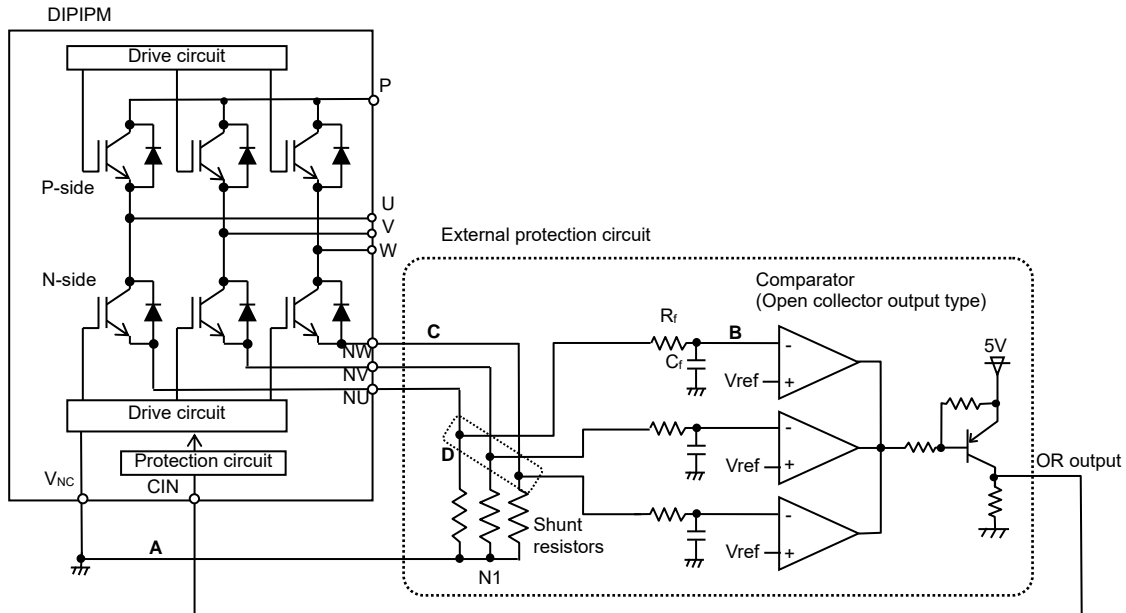 DIPIPM
Drive circuit
P
P-side
U
V
W
N-side
External protection circuit
Comparator
(Open collector output type)
Rf
C
B
5V
-
Cf
Vref
+
NW
NV
NU
Drive circuit
-
D
Vref
+
OR output
Protection circuit
VNC
CIN
-
Shunt
resistors
Vref
+
A
N1